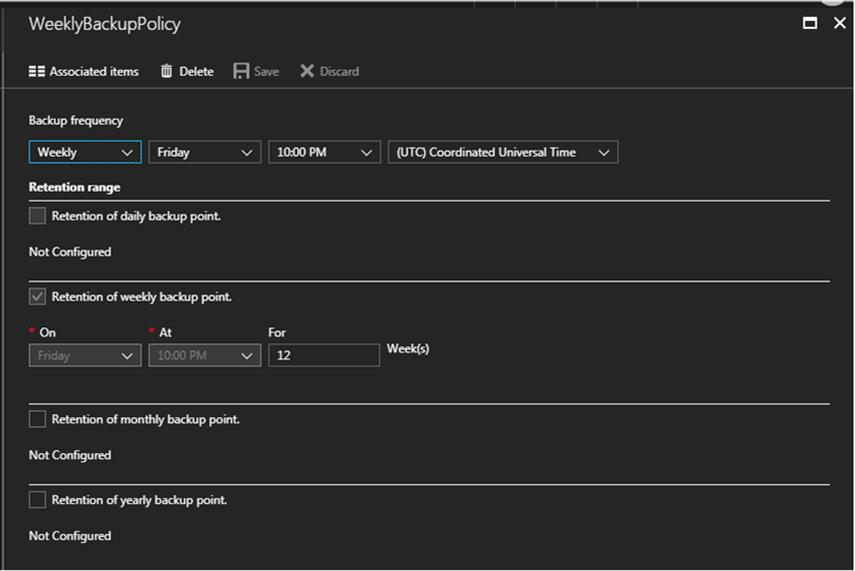 WeeklyBackupPolicy
Associated items Delete Save Discard
Backup frequency
Weekly Friday 10:00 PM (UTC) Coordinated Universal Time
Retention range
Retention of daily backup point.
Not Configured
Retention of weekly backup point.
* On * At For
Friday 10:00 PM 12 Week(s)
Retention of monthly backup point.
Not Configured
Retention of yearly backup point.
Not Configured